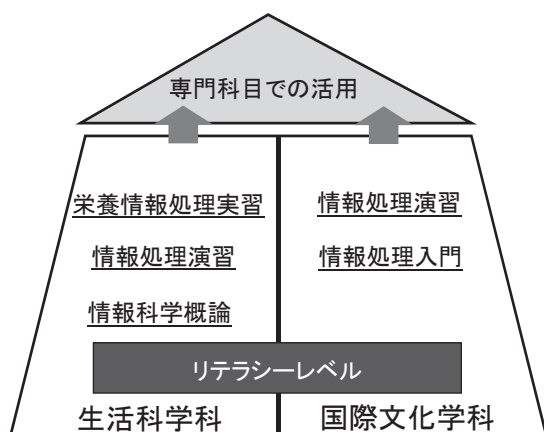 専門科目での活用
栄養情報処理実習
情報処理演習
情報科学概論
情報処理演習
情報処理入門
リテラシーレベル
生活科学科
国際文化学科